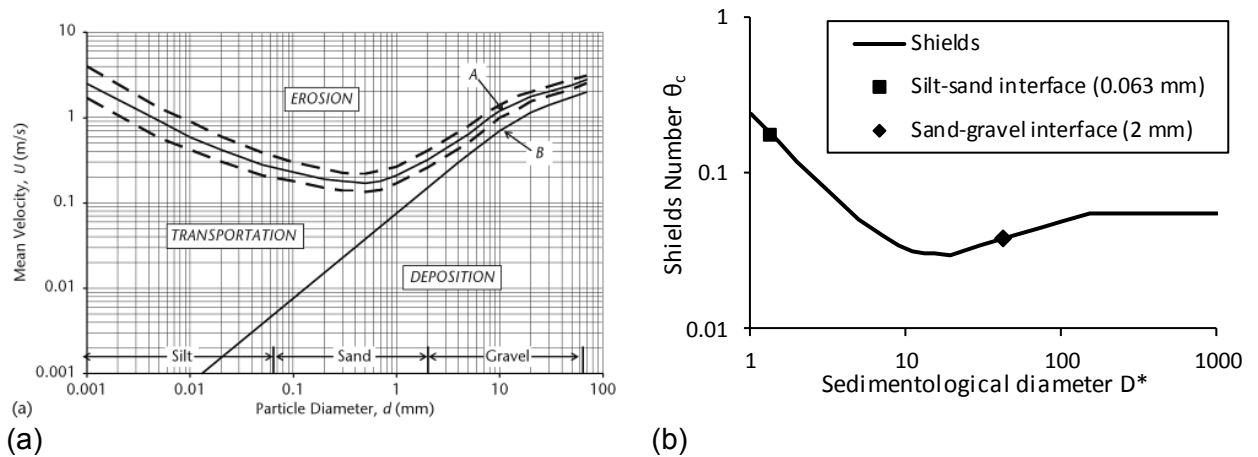 10
1
0.1
0.01
0.001
Mean Velocity, U (m/s)
EROSION
A
B
TRANSPORTATION
DEPOSITION
Silt
Sand
Gravel
0.001
0.01
0.1
1
10
100
Particle Diameter, d (mm)
(a)
(a)
1
0.1
0.01
Shields Number θc
Shields
Silt-sand interface (0.063 mm)
Sand-gravel interface (2 mm)
1
10
100
1000
Sedimentological diameter D*
(b)